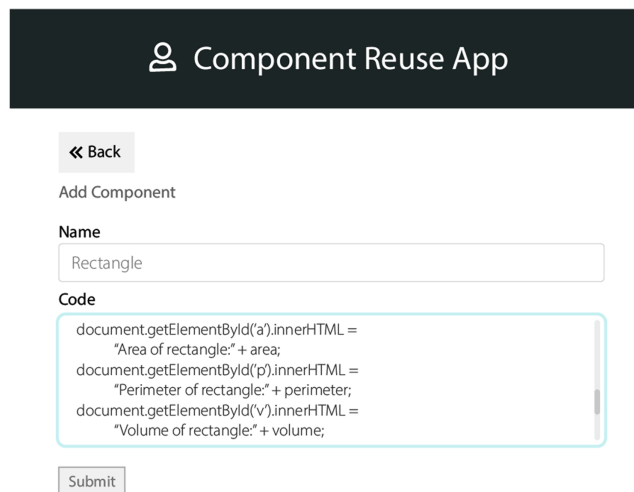 Component Reuse App
Back
Add Component
Name
Rectangle
Code
document.getElementById('a').innerHTML =
"Area of rectangle:" + area;
document.getElementById('p').innerHTML =
"Perimeter of rectangle:" + perimeter;
document.getElementById('v').innerHTML =
"Volume of rectangle:" + volume;
Submit